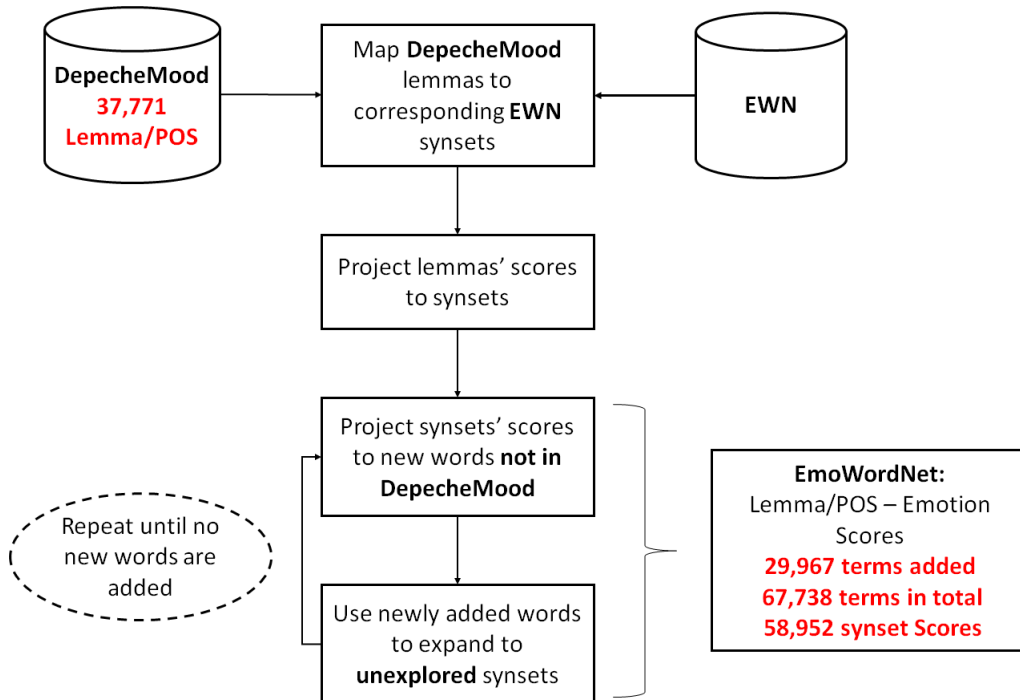 DepecheMood
37,771
Lemma/POS
Map DepecheMood
lemmas to
corresponding EWN
synsets
EWN
Project lemmas’ scores
to synsets
Project synsets’ scores
to new words not in
DepecheMood
Repeat until no
new words are
added
Use newly added words
to expand to
unexplored synsets
EmoWordNet:
Lemma/POS – Emotion
Scores
29,967 terms added
67,738 terms in total
58,952 synset Scores